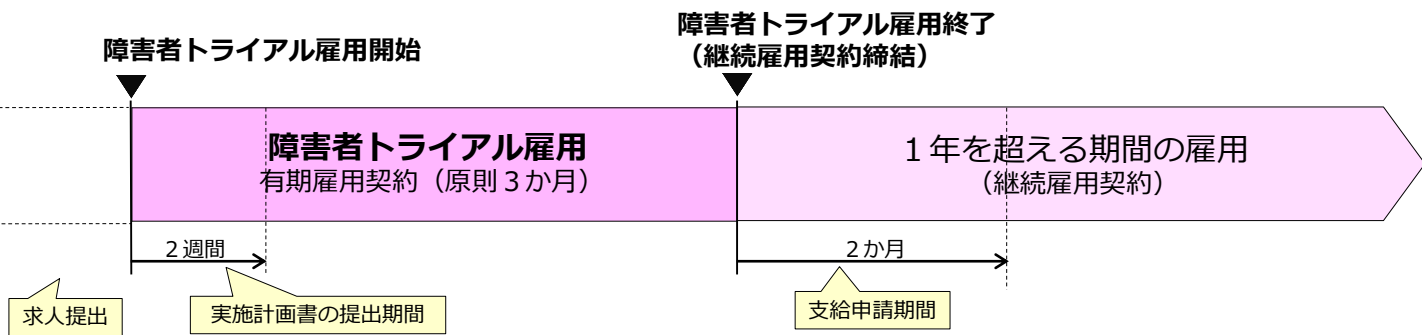 障害者トライアル雇用開始
障害者トライアル雇用終了
(継続雇用契約締結)
障害者トライアル雇用
有期雇用契約(原則３か月)
１年を超える期間の雇用
(継続雇用契約)
２週間
２か月
求人提出
実施計画書の提出期間
支給申請期間